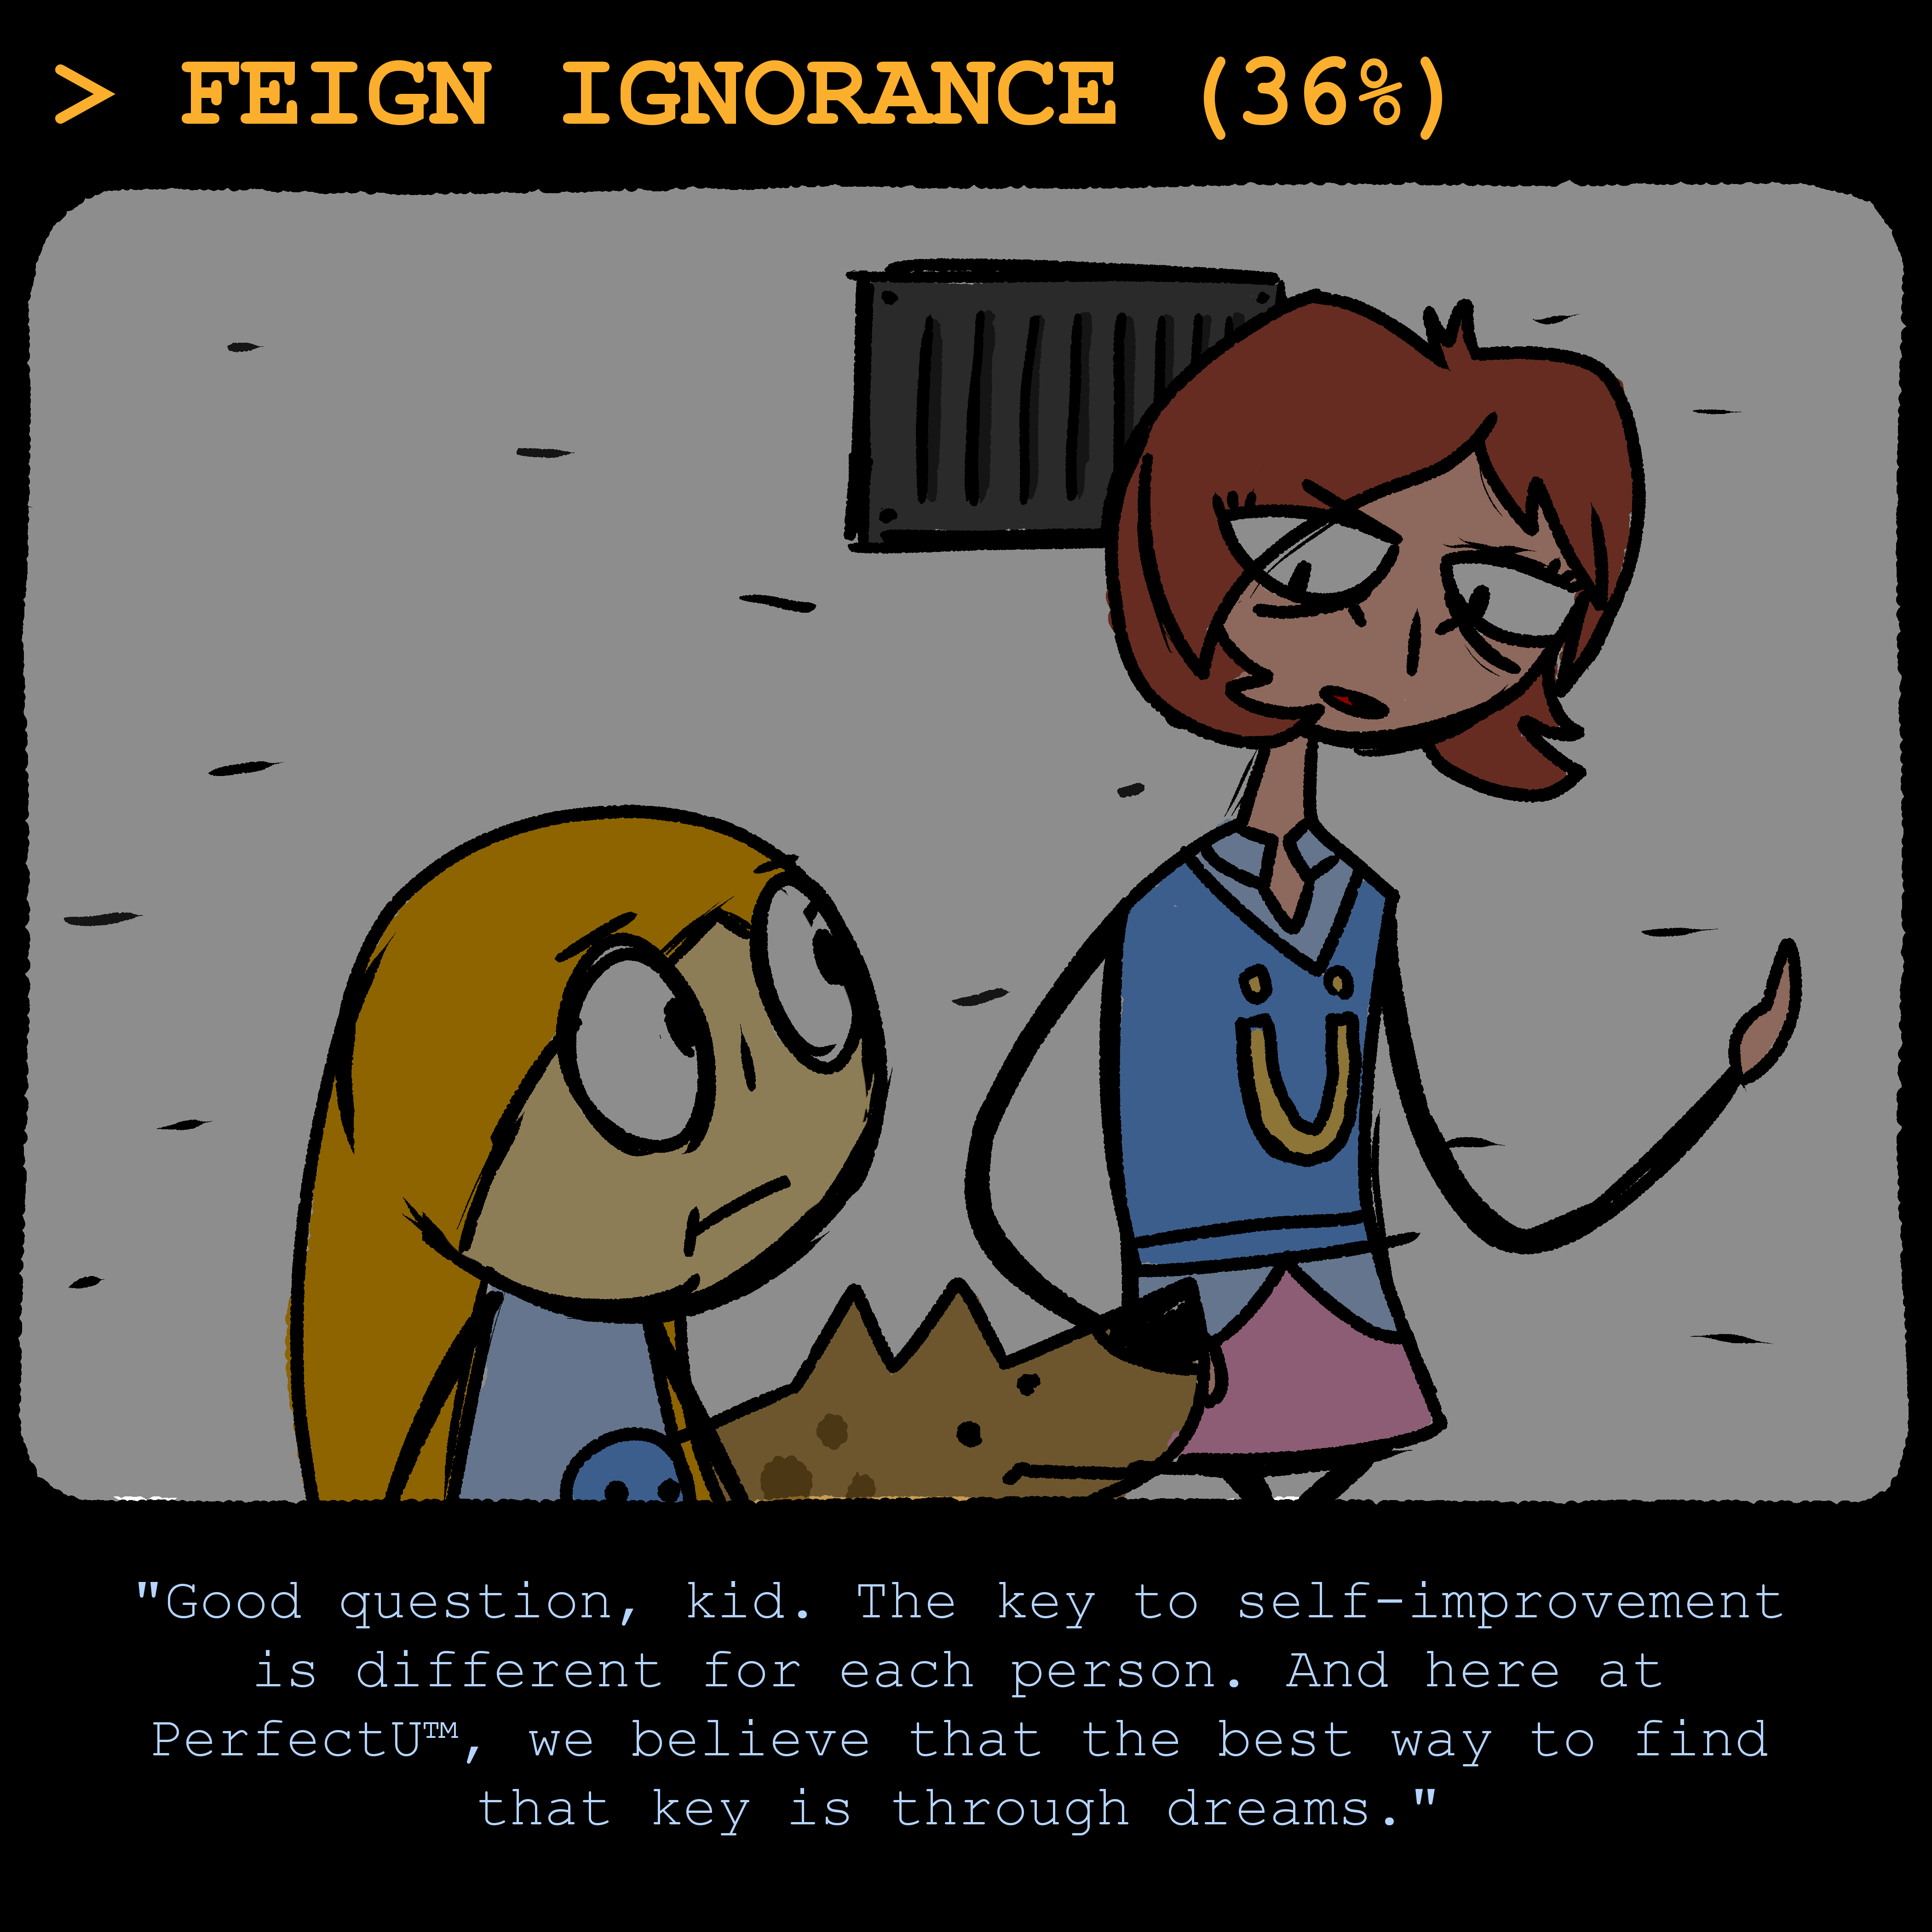 > FEIGN IGNORANCE (36%)
Ü
"Good question, kid. The key to self-improvement
is different for each person. And here at
PerfectU™, we believe that the best way to find
that key is through dreams."